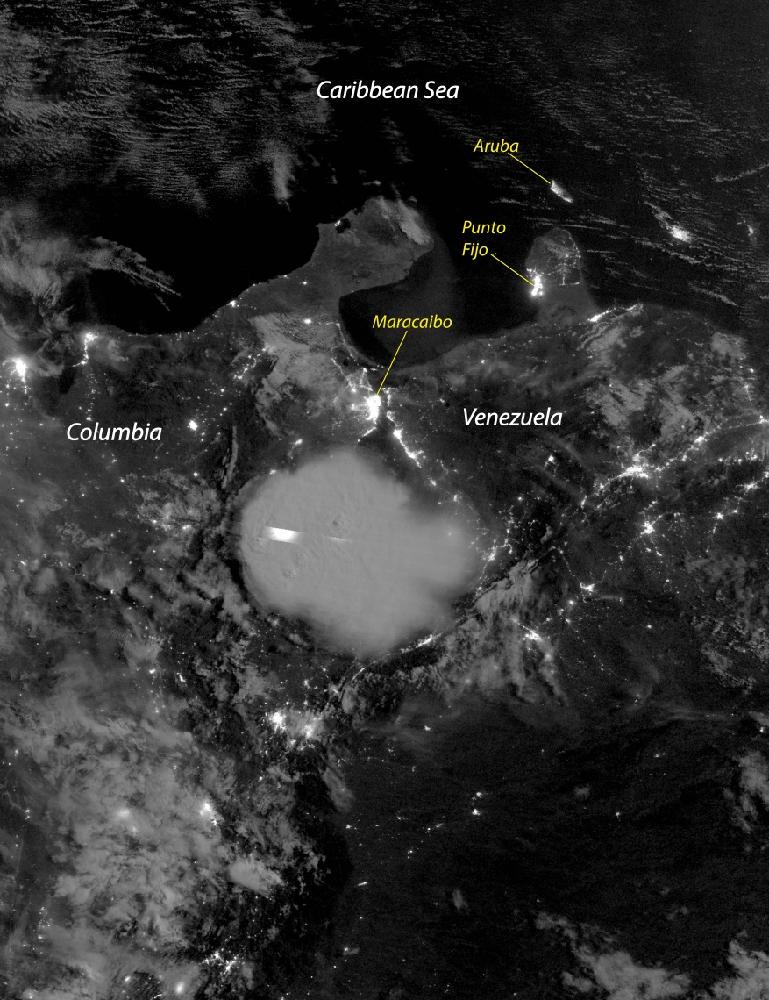 Caribbean Sea
Aruba
Punto
Fijo
Maracaibo
Venezuela
Columbia